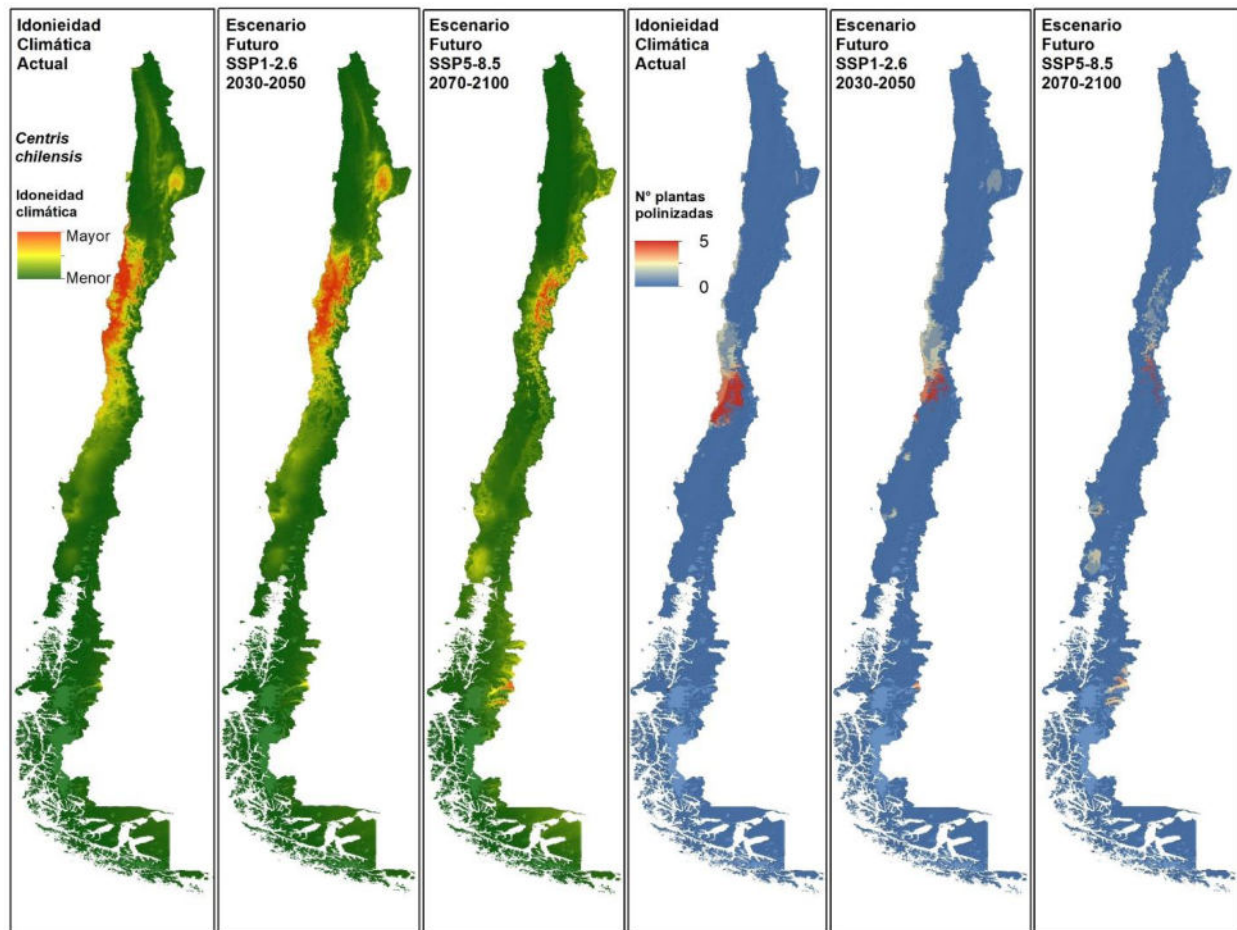 Idonieidad
Climática
Actual
Centris
chilensis
Idoneidad
climática
Mayor
Menor
Escenario
Futuro
SSP1-2.6
2030-2050
Escenario
Futuro
SSP5-8.5
2070-2100
Idonieidad
Climática
Actual
N° plantas
polinizadas
5
0
Escenario
Futuro
SSP1-2.6
2030-2050
Escenario
Futuro
SSP5-8.5
2070-2100